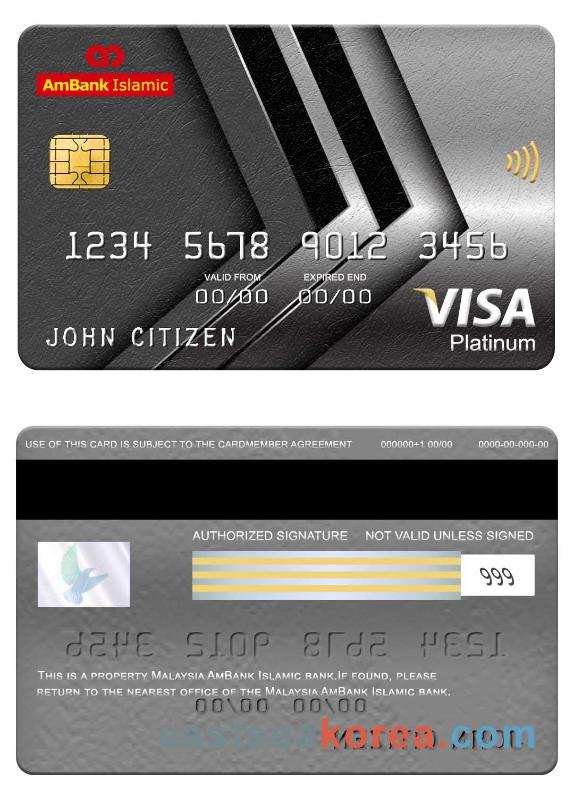 AmBank Islamic
1234 5678 9012 3456
VALID FROM EXPIRED END
00/00 00/00
VISA
Platinum
JOHN CITIZEN
USE OF THIS CARD IS SUBJECT TO THE CARDMEMBER AGREEMENT 000000+1 00/00 0000-00-000-00
AUTHORIZED SIGNATURE NOT VALID UNLESS SIGNED
999
THIS IS A PROPERTY MALAYSIA AMBANK ISLAMIC BANK.IF FOUND, PLEASE
RETURN TO THE NEAREST OFFICE OF THE MALAYSIA AMBANK ISLAMIC BANK.
00/00 00/00
eastseakorea.com